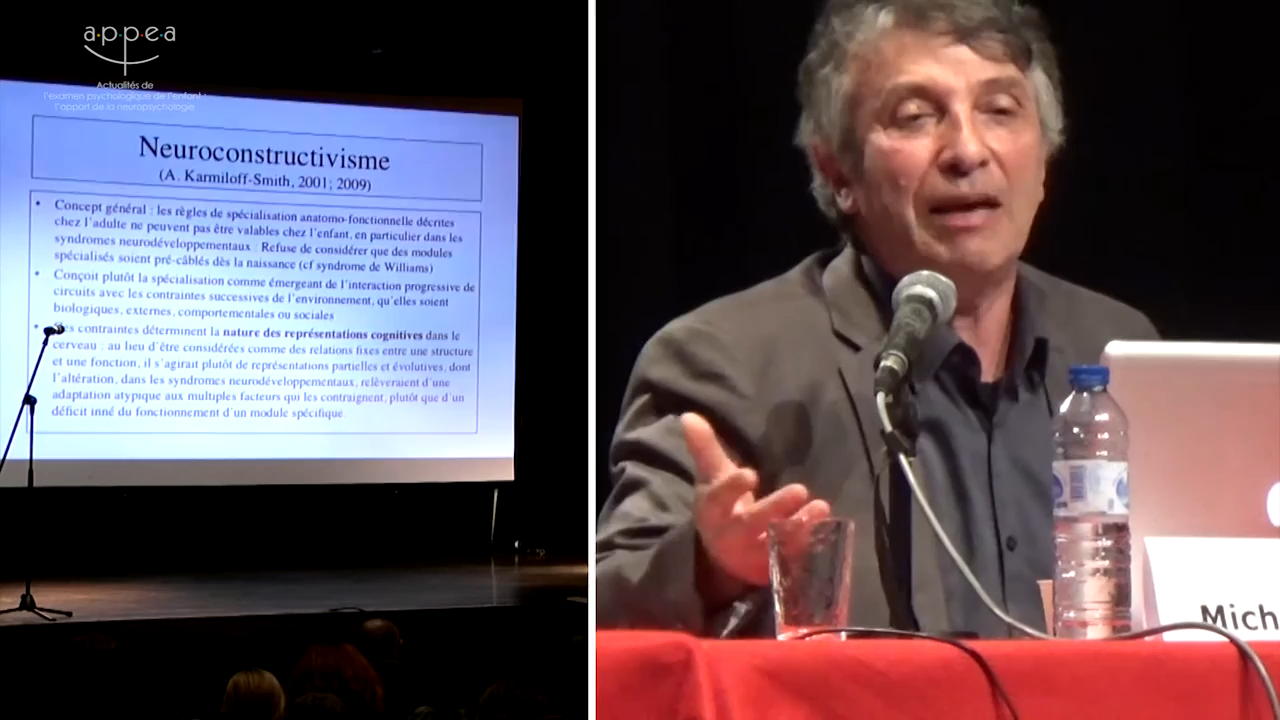 a·p·p·e·a
Actualités de
l'examen psychologique de l'enfant :
l'apport de la neuropsychologie
Neuroconstructivisme
(A. Karmiloff-Smith, 2001; 2009)
• Concept général : les règles de spécialisation anatomo-fonctionnelle décrites
chez l'adulte ne peuvent pas être valables chez l'enfant, en particulier dans les
syndromes neurodéveloppementaux : Refuse de considérer que des modules
spécialisés soient pré-câblés dès la naissance (cf syndrome de Williams)
• Conçoit plutôt la spécialisation comme émergeant de l'interaction progressive de
circuits avec les contraintes successives de l'environnement, qu'elles soient
biologiques, externes, comportementales ou sociales
• contraintes déterminent la nature des représentations cognitives dans le
cerveau : au lieu d'être considérées comme des relations fixes entre une structure
et une fonction, il s'agirait plutôt de représentations partielles et évolutives, dont
l'altération, dans les syndromes neurodéveloppementaux, relèveraient d'une
adaptation atypique aux multiples facteurs qui les contraignent, plutôt que d'un
déficit inné du fonctionnement d'un module spécifique.
Mich